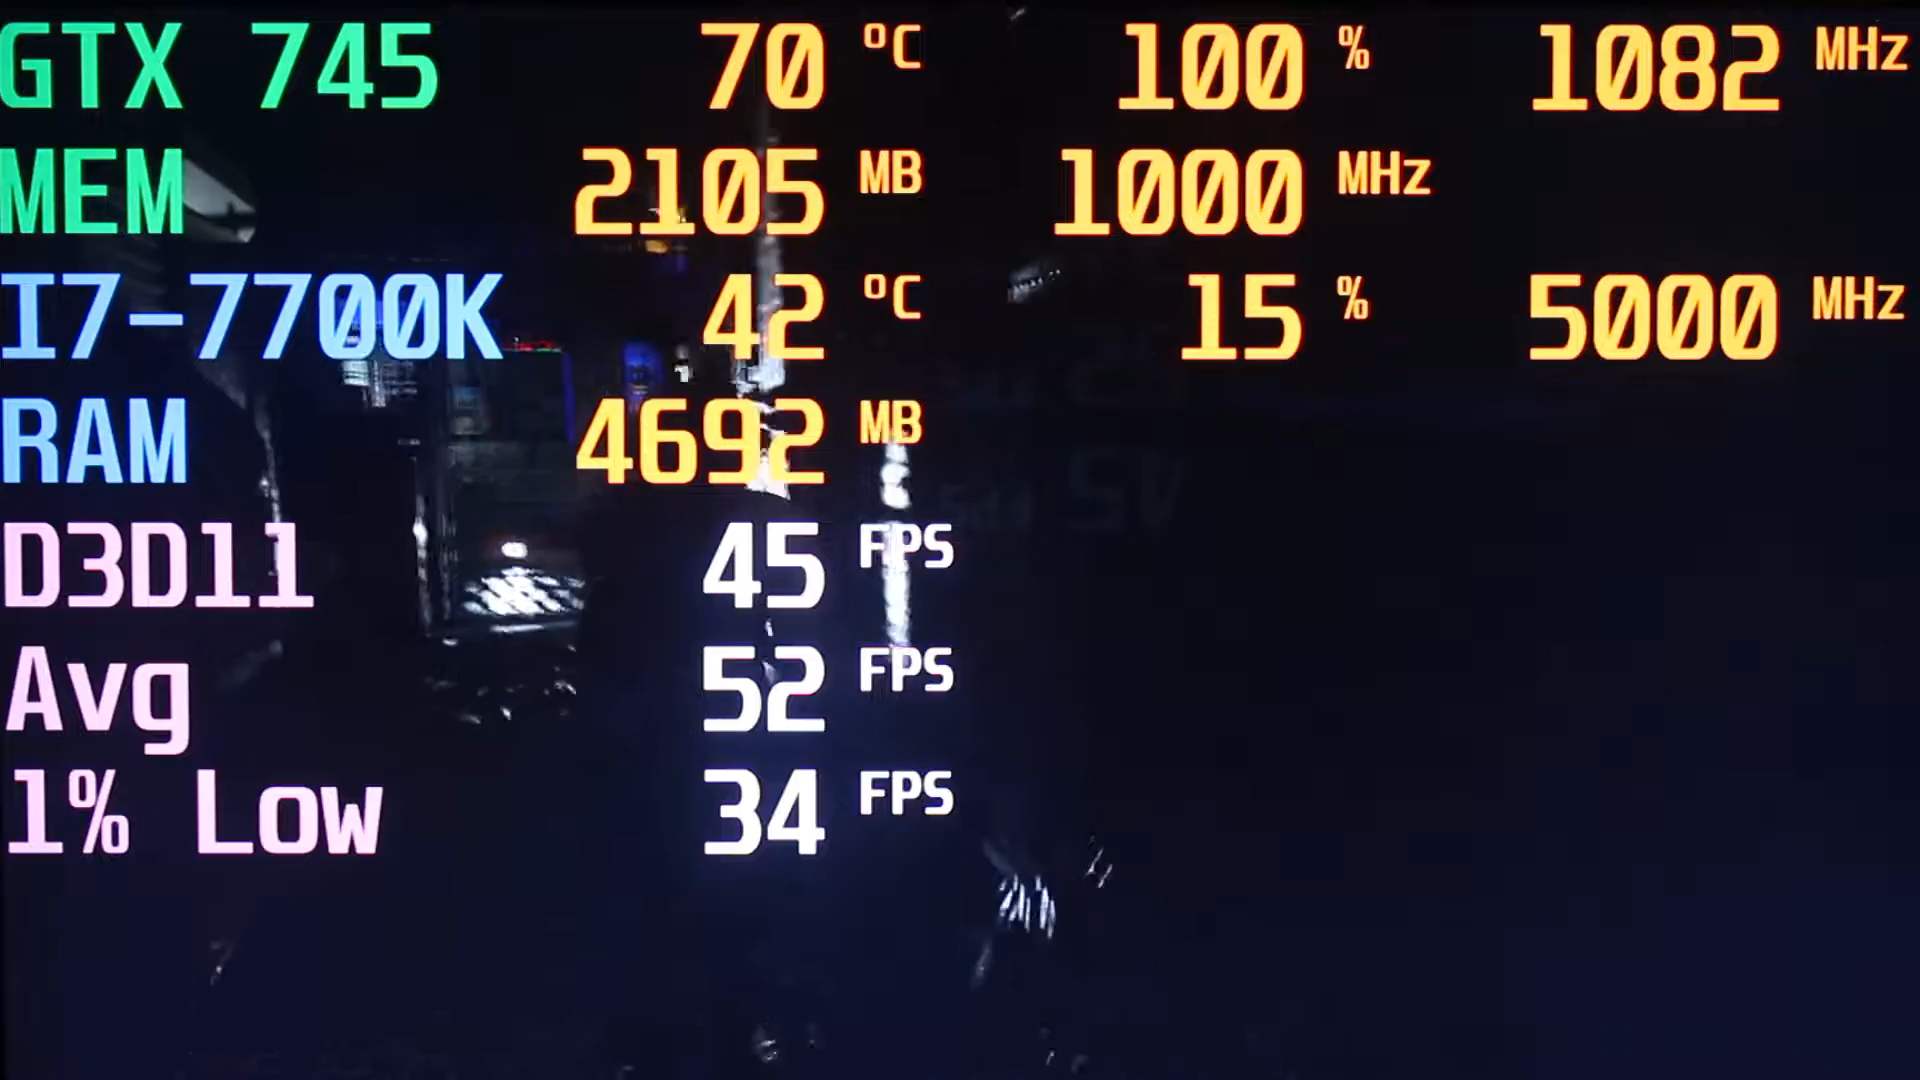 GTX 745 70 °C 100 % 1082 MHz
MEM 2105 MB 1000 MHz
I7-7700K 42 °C 15 % 5000 MHz
RAM 4692 MB
D3D11 45 FPS
Avg 52 FPS
1% Low 34 FPS